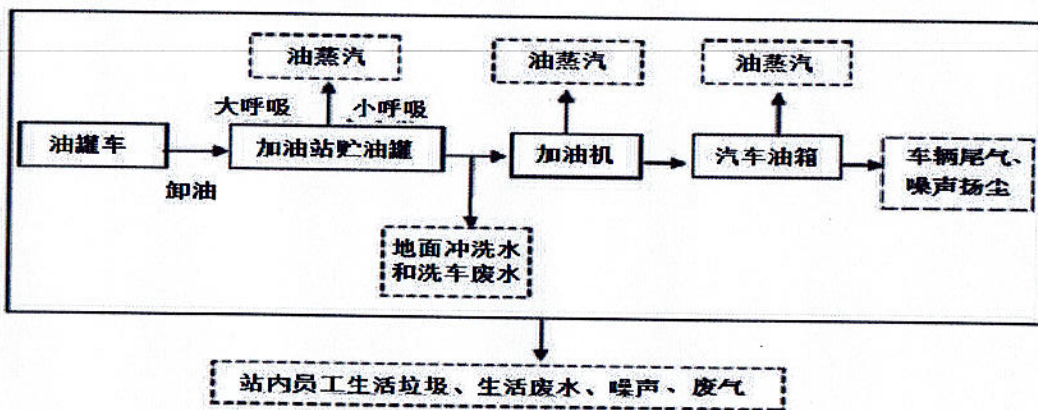 油蒸汽
油蒸汽
油蒸汽
大呼吸
小呼吸
油罐车
加油站贮油罐
加油机
汽车油箱
车辆尾气、
噪声扬尘
卸油
地面冲洗水
和洗车废水
站内员工生活垃圾、生活废水、噪声、废气